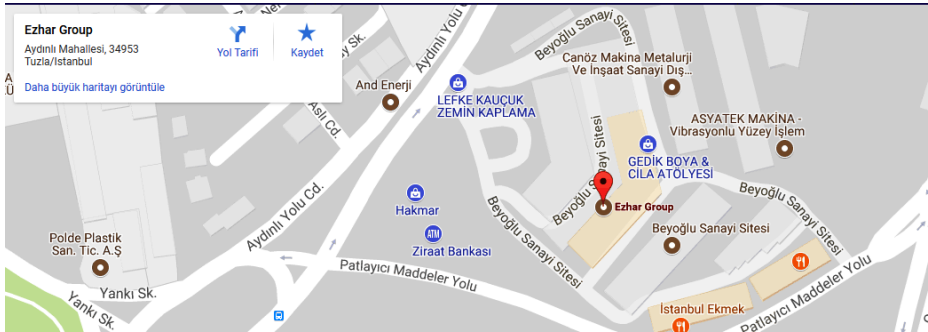 Ezhar Group
Aydınlı Mahallesi, 34953
Tuzla/Istanbul
Daha büyük haritayı görüntüle
Yol Tarifi
Kaydet
Sk.
Aydınlı Yolu
And Enerji
Aslı Cd.
LEFKE KAUÇUK
ZEMİN KAPLAMA
Beyoğlu Sanayi Sitesi
Canöz Makina Metalurji
Ve İnşaat Sanayi Dış...
ASYATEK MAKİNA -
Vibrasyonlu Yüzey İşlem
GEDİK BOYA &
CİLA ATÖLYESİ
Beyoğlu Sanayi Sitesi
Ezhar Group
Beyoğlu Sanayi Sitesi
Beyoğlu Sanayi Sitesi
Beyoğlu Sanayi Sitesi
Hakmar
ATM
Ziraat Bankası
Aydınlı Yolu Cd.
Polde Plastik
San. Tic. A.Ş
Yankı Sk.
Yankı Sk.
Patlayıcı Maddeler Yolu
İstanbul Ekmek
Patlayıcı Maddeler Yolu